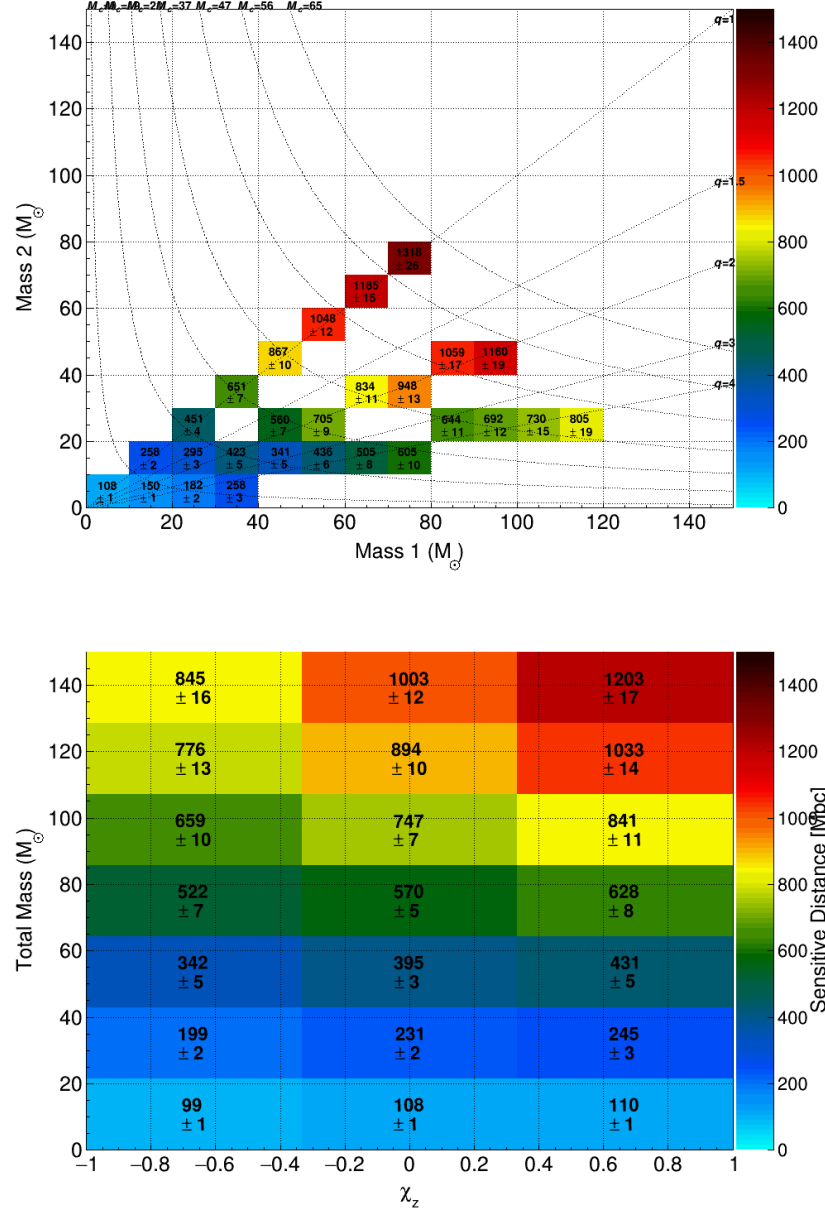 M_c=37
M_c=47
M_c=56
M_c=65
q=1
q=1.5
q=2
q=3
q=4
140
120
100
80
60
40
20
0
Mass 2 (M☉)
1318
± 26
1185
± 15
1048
± 12
867
± 10
1059
± 17
1160
± 19
651
± 7
834
± 11
948
± 13
451
± 4
560
± 7
705
± 9
644
± 11
692
± 12
730
± 15
805
± 19
258
± 2
295
± 3
423
± 5
341
± 5
436
± 6
505
± 8
605
± 10
108
± 1
150
± 1
182
± 2
258
± 3
0 20 40 60 80 100 120 140
Mass 1 (M☉)
1400
1200
1000
800
600
400
200
0
140
120
100
80
60
40
20
0
Total Mass (M☉)
845 1003 1203
± 16 ± 12 ± 17
776 894 1033
± 13 ± 10 ± 14
659 747 841
± 10 ± 7 ± 11
522 570 628
± 7 ± 5 ± 8
342 395 431
± 5 ± 3 ± 5
199 231 245
± 2 ± 2 ± 3
99 108 110
± 1 ± 1 ± 1
−1 −0.8 −0.6 −0.4 −0.2 0 0.2 0.4 0.6 0.8 1
χ_z
1400
1200
1000
800
600
400
200
0
Sensitive Distance [Mpc]